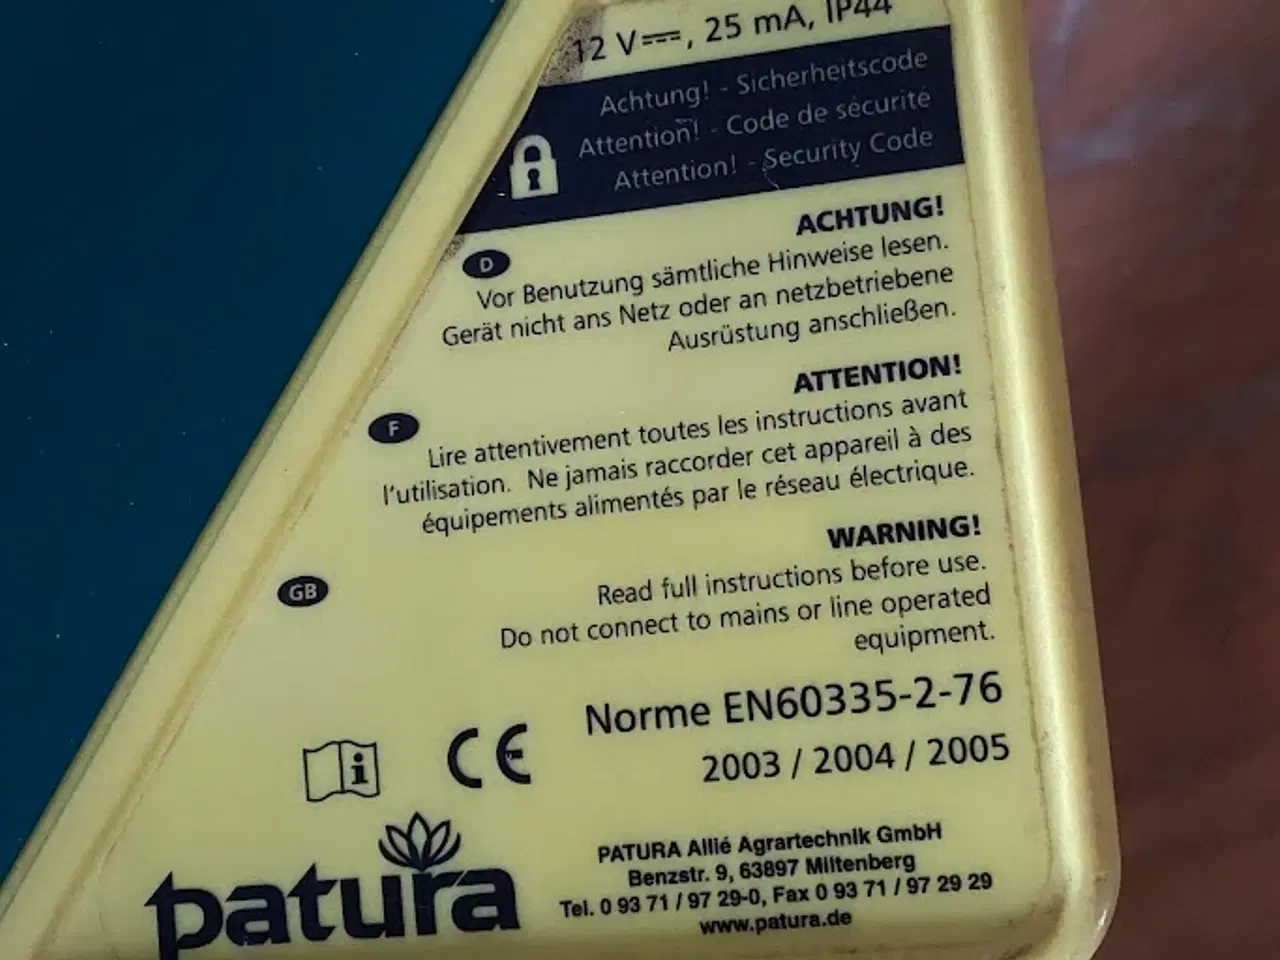 12 V⎓, 25 mA, IP44
Achtung! - Sicherheitscode
Attention! - Code de sécurité
Attention! - Security Code
ACHTUNG!
D
Vor Benutzung sämtliche Hinweise lesen.
Gerät nicht ans Netz oder an netzbetriebene
Ausrüstung anschließen.
ATTENTION!
F
Lire attentivement toutes les instructions avant
l'utilisation. Ne jamais raccorder cet appareil à des
équipements alimentés par le réseau électrique.
WARNING!
GB
Read full instructions before use.
Do not connect to mains or line operated
equipment.
Norme EN60335-2-76
2003 / 2004 / 2005
i
CE
patura
PATURA Allié Agrartechnik GmbH
Benzstr. 9, 63897 Miltenberg
Tel. 0 93 71 / 97 29-0, Fax 0 93 71 / 97 29 29
www.patura.de